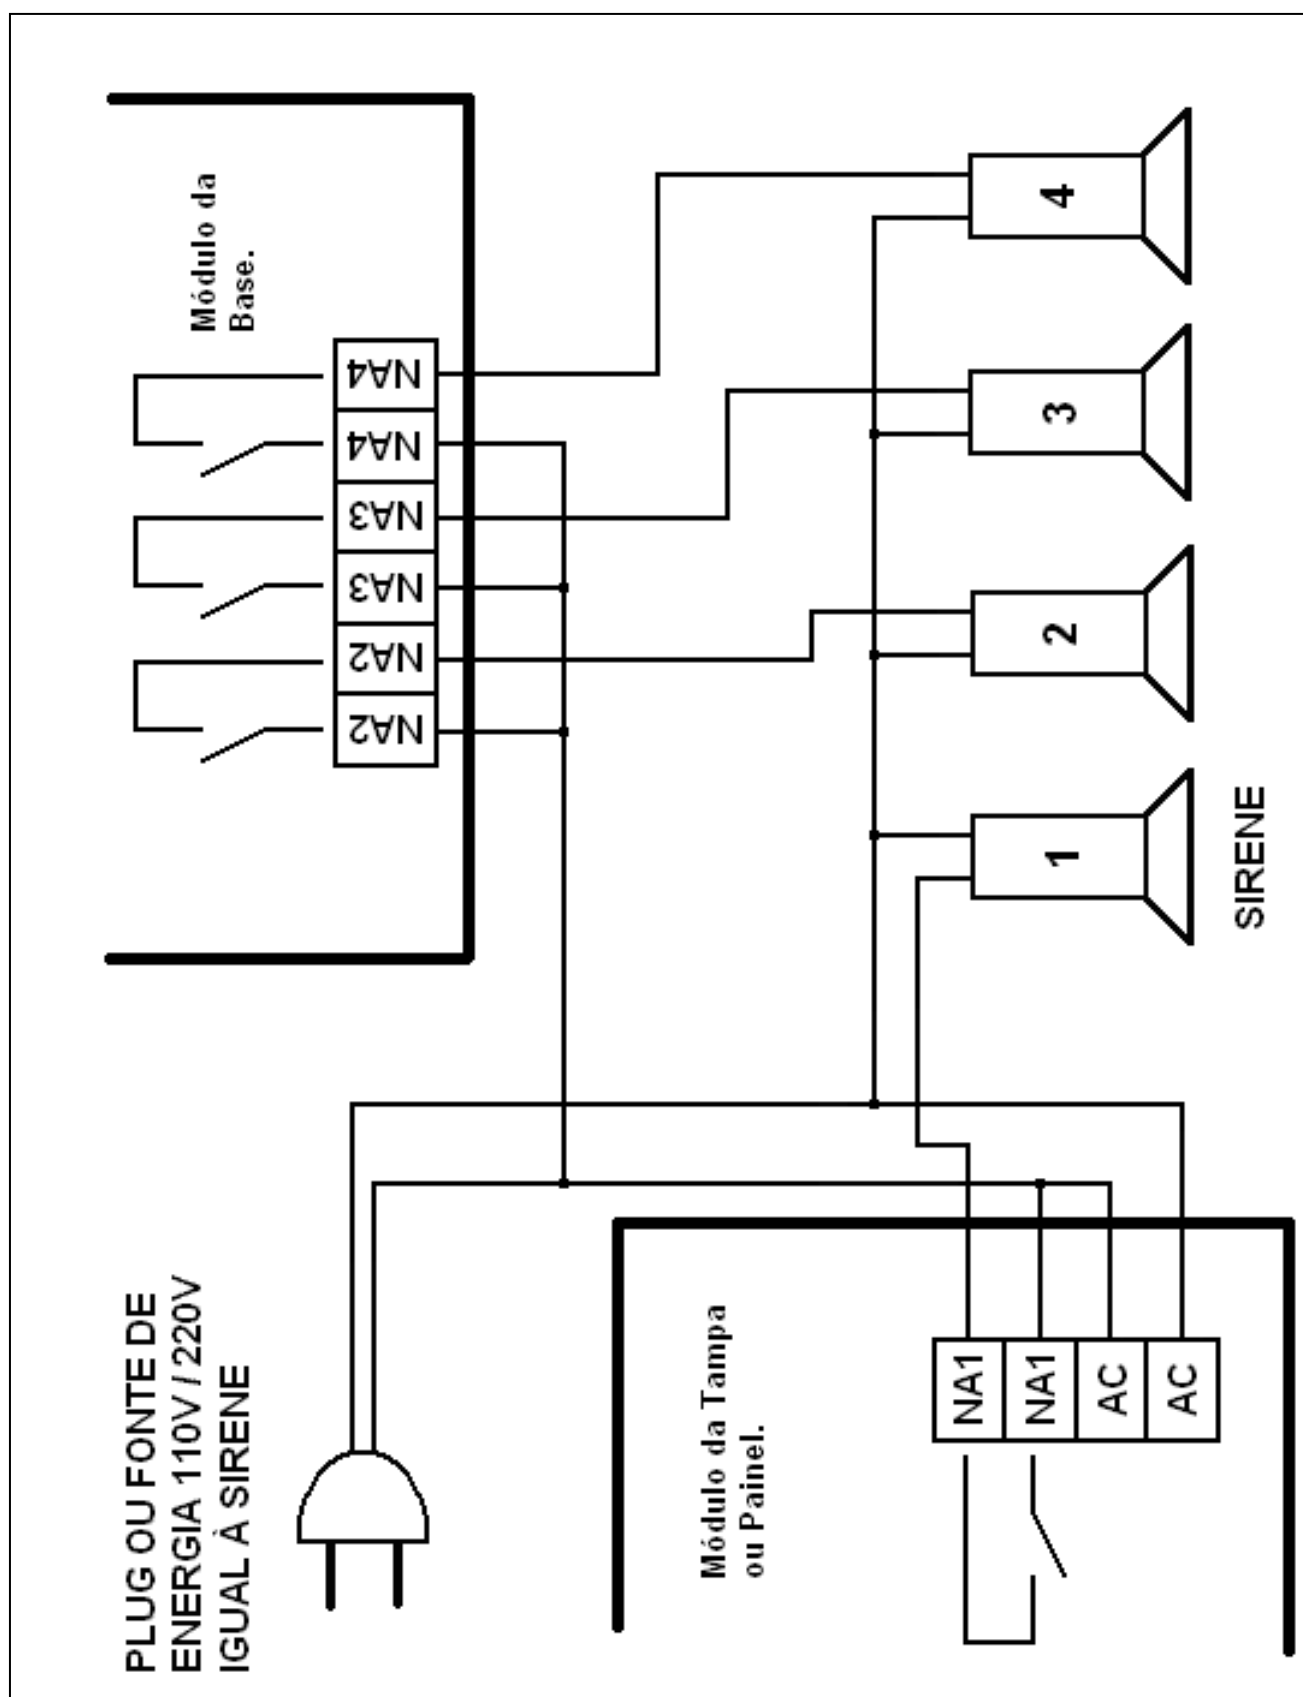 Módulo da
Base.
NA2
NA2
NA3
NA3
NA4
NA4
PLUG OU FONTE DE
ENERGIA 110V / 220V
IGUAL À SIRENE
1
2
3
4
SIRENE
Módulo da Tampa
ou Painel.
NA1
NA1
AC
AC